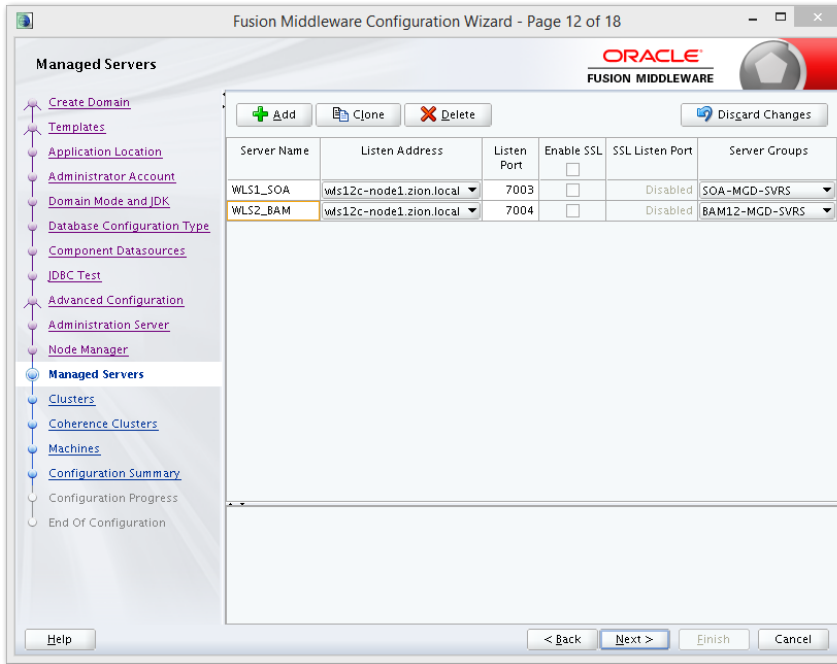 Fusion Middleware Configuration Wizard - Page 12 of 18
Managed Servers
ORACLE
FUSION MIDDLEWARE
Create Domain
Templates
Application Location
Administrator Account
Domain Mode and JDK
Database Configuration Type
Component Datasources
JDBC Test
Advanced Configuration
Administration Server
Node Manager
Managed Servers
Clusters
Coherence Clusters
Machines
Configuration Summary
Configuration Progress
End Of Configuration
Add Clone Delete Discard Changes
Server Name Listen Address Listen Port Enable SSL SSL Listen Port Server Groups
WLS1_SOA wls12c-node1.zion.local 7003 Disabled SOA-MGD-SVRS
WLS2_BAM wls12c-node1.zion.local 7004 Disabled BAM12-MGD-SVRS
Help < Back Next > Finish Cancel